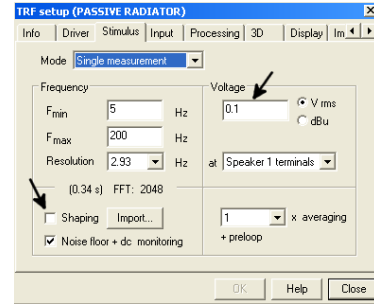 TRF setup (PASSIVE RADIATOR)
Info Driver Stimulus Input Processing 3D Display Im
Mode Single measurement
Frequency Voltage
Fmin 5 Hz 0.1 V rms
dBu
Fmax 200 Hz
Resolution 2.93 Hz at Speaker 1 terminals
(0.34 s) FFT: 2048
Shaping Import... 1 x averaging
Noise floor + dc monitoring + preloop
OK Help Close